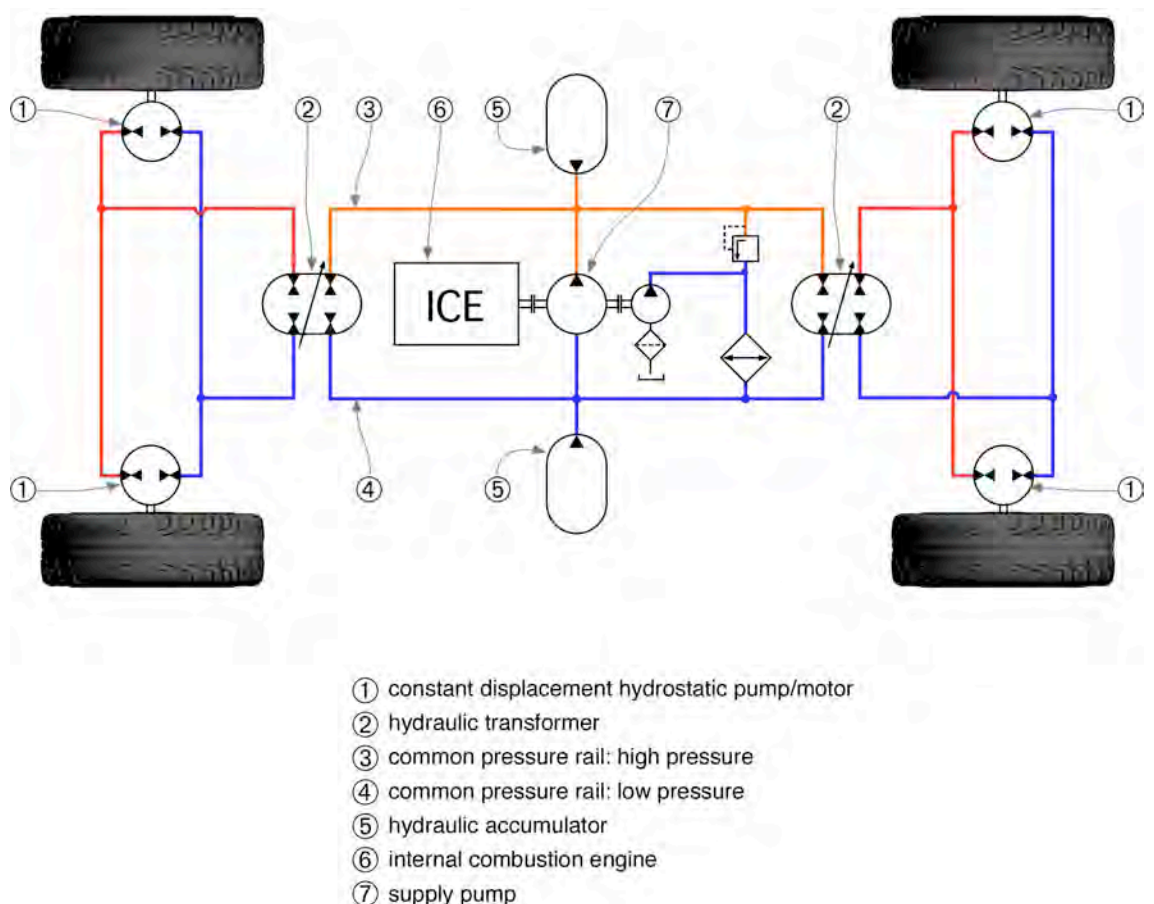 ① ② ③ ⑥ ⑤ ⑦ ② ①
ICE
① ④ ⑤ ①
① constant displacement hydrostatic pump/motor
② hydraulic transformer
③ common pressure rail: high pressure
④ common pressure rail: low pressure
⑤ hydraulic accumulator
⑥ internal combustion engine
⑦ supply pump